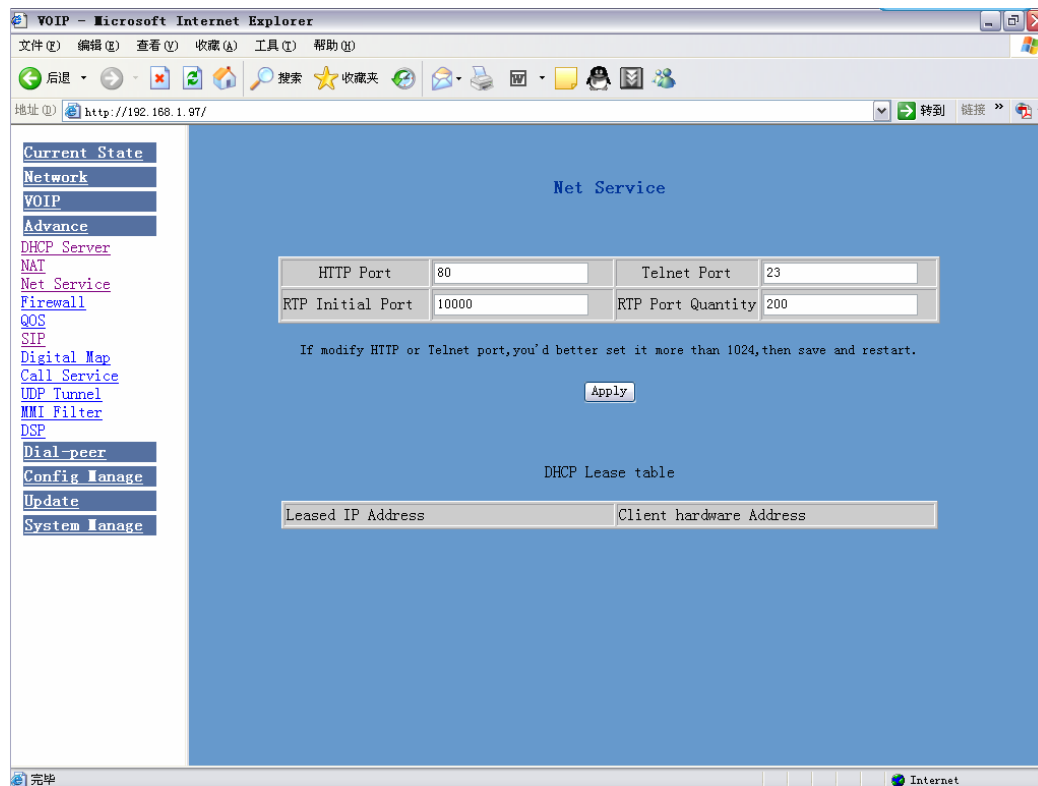 VOIP - Microsoft Internet Explorer
文件(F) 编辑(E) 查看(V) 收藏(A) 工具(T) 帮助(H)
后退 搜索 收藏夹
地址(D) http://192.168.1.97/ 转到 链接 »
Current State
Network
VOIP
Advance
DHCP Server
NAT
Net Service
Firewall
QOS
SIP
Digital Map
Call Service
UDP Tunnel
MMI Filter
DSP
Dial-peer
Config Manage
Update
System Manage
Net Service
HTTP Port 80 Telnet Port 23
RTP Initial Port 10000 RTP Port Quantity 200
If modify HTTP or Telnet port,you'd better set it more than 1024,then save and restart.
Apply
DHCP Lease table
Leased IP Address Client hardware Address
完毕 Internet